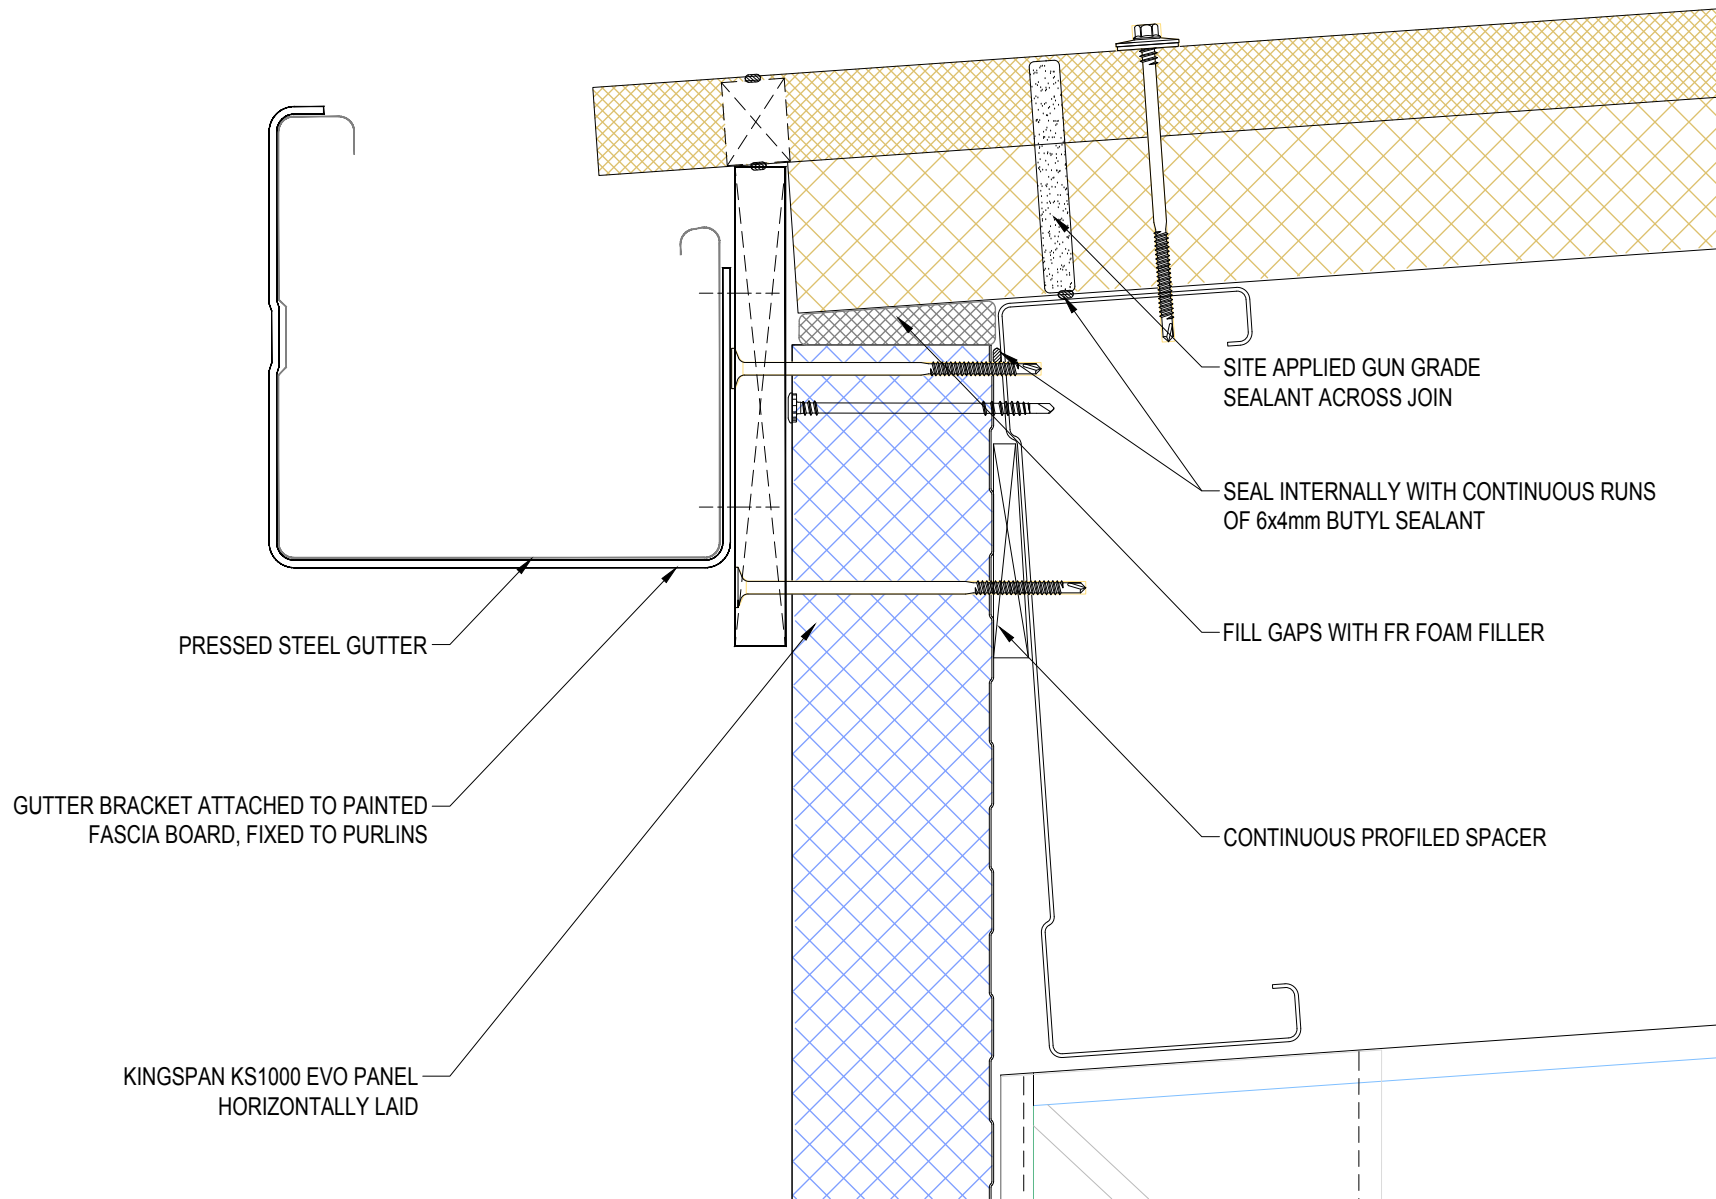 SITE APPLIED GUN GRADE
SEALANT ACROSS JOIN
SEAL INTERNALLY WITH CONTINUOUS RUNS
OF 6x4mm BUTYL SEALANT
FILL GAPS WITH FR FOAM FILLER
PRESSED STEEL GUTTER
GUTTER BRACKET ATTACHED TO PAINTED
FASCIA BOARD, FIXED TO PURLINS
CONTINUOUS PROFILED SPACER
KINGSPAN KS1000 EVO PANEL
HORIZONTALLY LAID